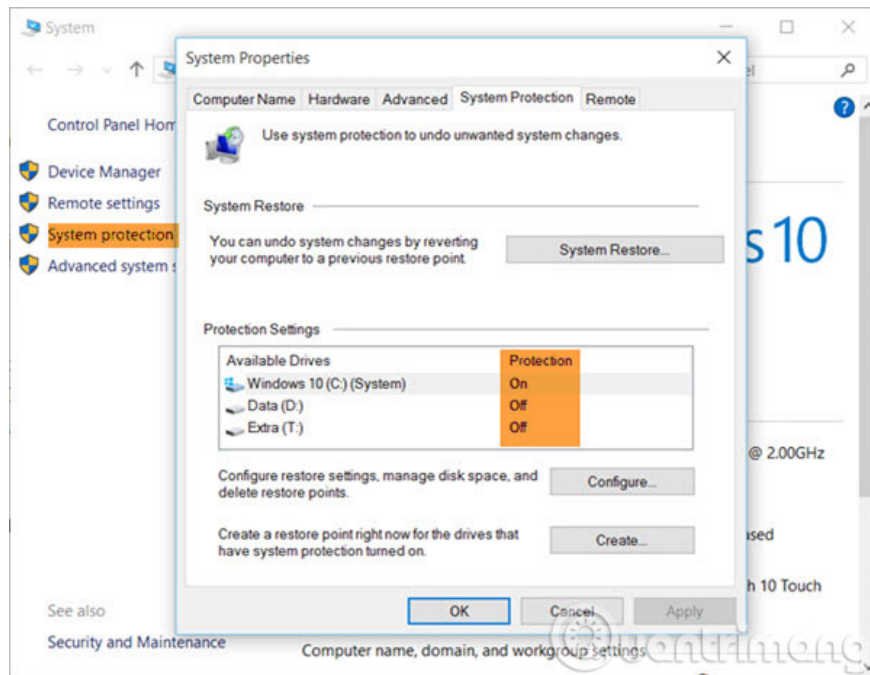 System
System Properties
Computer Name Hardware Advanced System Protection Remote
Use system protection to undo unwanted system changes.
System Restore
You can undo system changes by reverting
your computer to a previous restore point.
System Restore...
Protection Settings
Available Drives Protection
Windows 10 (C:) (System) On
Data (D:) Off
Extra (T:) Off
Configure restore settings, manage disk space, and
delete restore points.
Configure...
Create a restore point right now for the drives that
have system protection turned on.
Create...
OK Cancel Apply
Control Panel Hom
Device Manager
Remote settings
System protection
Advanced system s
See also
Security and Maintenance
el
?
s 10
@ 2.00GHz
ased
h 10 Touch
Computer name, domain, and workgroup settings
Quantrimang